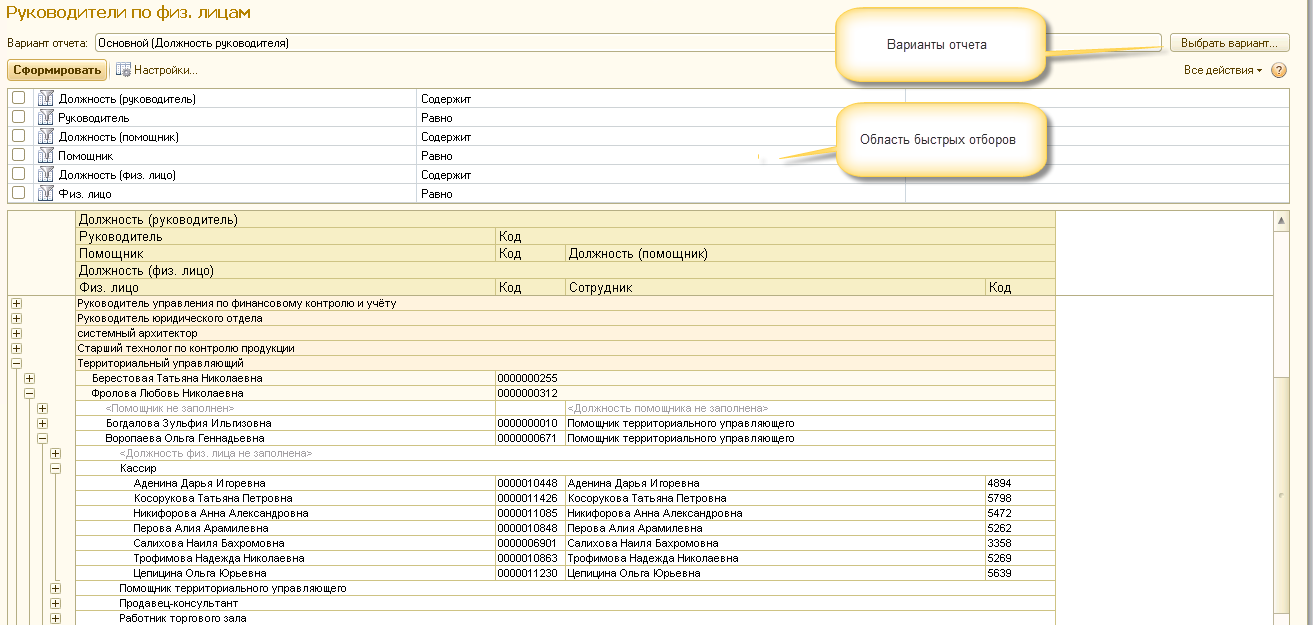 Руководители по физ. лицам
Вариант отчета: Основной (Должность руководителя) Выбрать вариант...
Варианты отчета
Сформировать Настройки... Все действия ?
Должность (руководитель) Содержит
Руководитель Равно
Должность (помощник) Содержит
Помощник Равно
Должность (физ. лицо) Содержит
Физ. лицо Равно
Область быстрых отборов
Должность (руководитель)
Руководитель Код
Помощник Код Должность (помощник)
Должность (физ. лицо)
Физ. лицо Код Сотрудник Код
Руководитель управления по финансовому контролю и учёту
Руководитель юридического отдела
системный архитектор
Старший технолог по контролю продукции
Территориальный управляющий
Берестовая Татьяна Николаевна 0000000255
Фролова Любовь Николаевна 0000000312
<Помощник не заполнен> <Должность помощника не заполнена>
Богдалова Зульфия Ильгизовна 0000000010 Помощник территориального управляющего
Воропаева Ольга Геннадьевна 0000000671 Помощник территориального управляющего
<Должность физ. лица не заполнена>
Кассир
Аденина Дарья Игоревна 0000010448 Аденина Дарья Игоревна 4894
Косорукова Татьяна Петровна 0000011426 Косорукова Татьяна Петровна 5798
Никифорова Анна Александровна 0000011085 Никифорова Анна Александровна 5472
Перова Алия Арамилевна 0000010848 Перова Алия Арамилевна 5262
Салихова Наиля Бахромовна 0000006901 Салихова Наиля Бахромовна 3358
Трофимова Надежда Николаевна 0000010863 Трофимова Надежда Николаевна 5269
Цепицина Ольга Юрьевна 0000011230 Цепицина Ольга Юрьевна 5639
Помощник территориального управляющего
Продавец-консультант
Работник торгового зала